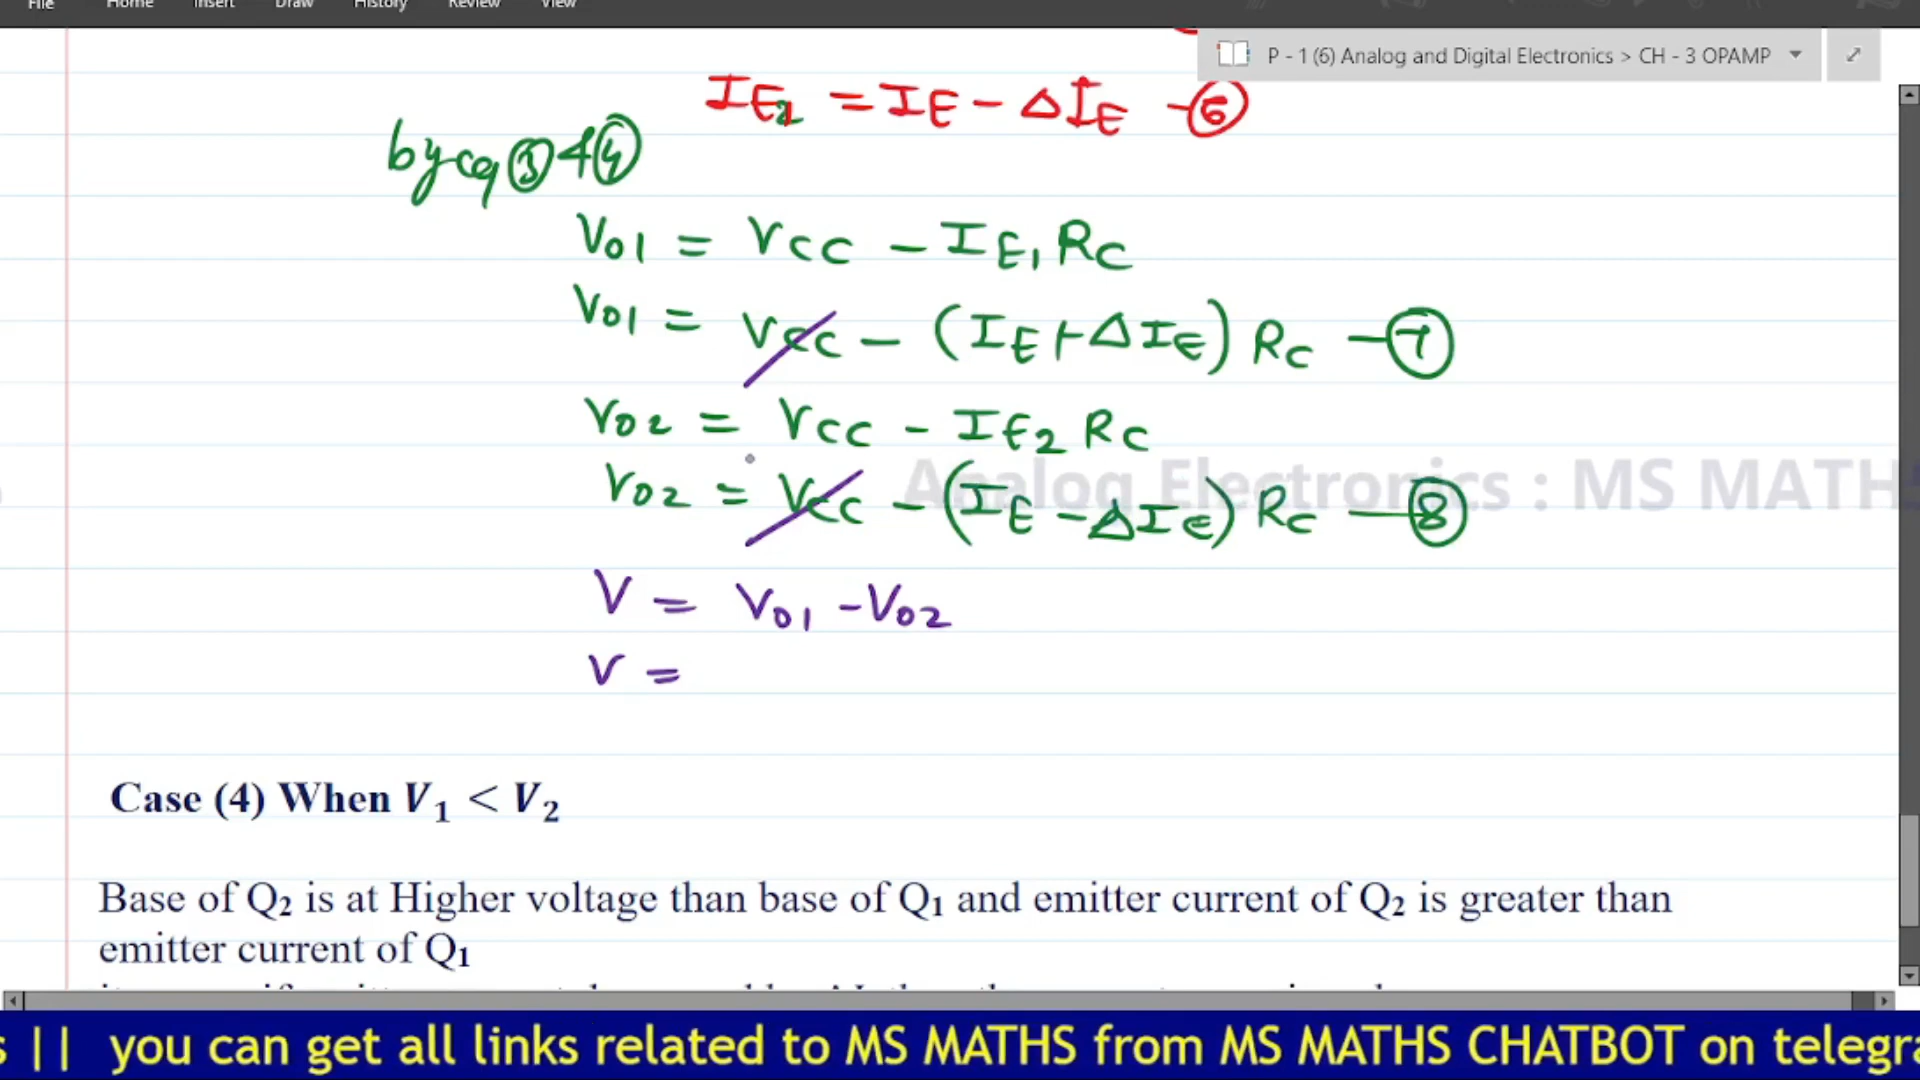 File Home Insert Draw History Review View
P - 1 (6) Analog and Digital Electronics > CH - 3 OPAMP
IE2 = IE - ΔIE -⑥
by eq ③ & ④
Vo1 = VCC - IE1 RC
Vo1 = VCC - (IE + ΔIE) RC -⑦
Vo2 = VCC - IE2 RC
Vo2 = VCC - (IE - ΔIE) RC -⑧
Analog Electronics : MS MATHS
V = Vo1 - Vo2
V =
Case (4) When V₁ < V₂
Base of Q₂ is at Higher voltage than base of Q₁ and emitter current of Q₂ is greater than
emitter current of Q₁
s || you can get all links related to MS MATHS from MS MATHS CHATBOT on telegra